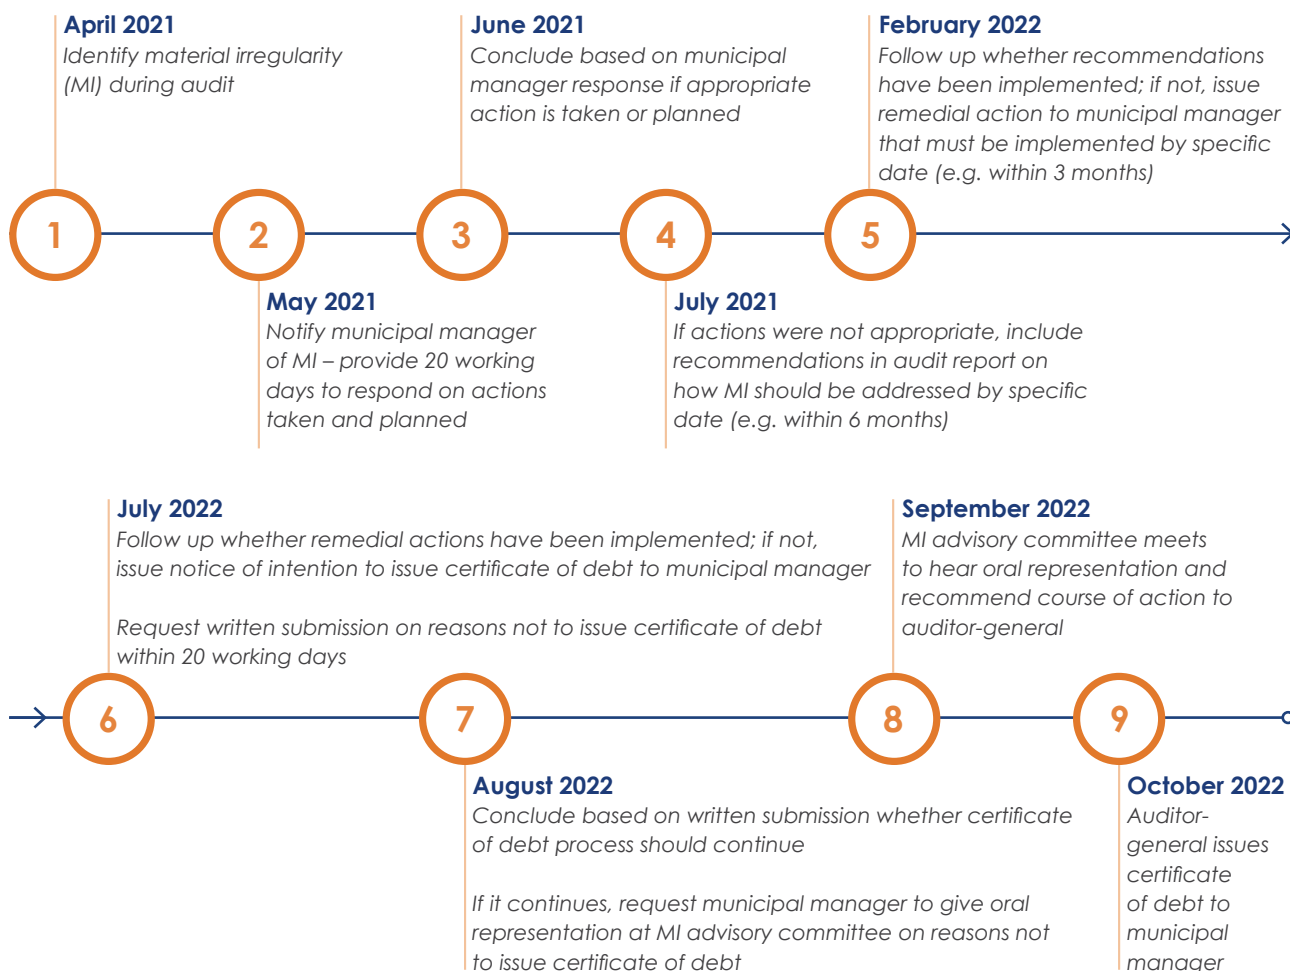 April 2021
Identify material irregularity
(MI) during audit
June 2021
Conclude based on municipal
manager response if appropriate
action is taken or planned
February 2022
Follow up whether recommendations
have been implemented; if not, issue
remedial action to municipal manager
that must be implemented by specific
date (e.g. within 3 months)
1
2
3
4
5
May 2021
Notify municipal manager
of MI – provide 20 working
days to respond on actions
taken and planned
July 2021
If actions were not appropriate, include
recommendations in audit report on
how MI should be addressed by specific
date (e.g. within 6 months)
July 2022
Follow up whether remedial actions have been implemented; if not,
issue notice of intention to issue certificate of debt to municipal manager
Request written submission on reasons not to issue certificate of debt
within 20 working days
September 2022
MI advisory committee meets
to hear oral representation and
recommend course of action to
auditor-general
6
7
8
9
August 2022
Conclude based on written submission whether certificate
of debt process should continue
If it continues, request municipal manager to give oral
representation at MI advisory committee on reasons not
to issue certificate of debt
October 2022
Auditor-
general issues
certificate
of debt to
municipal
manager